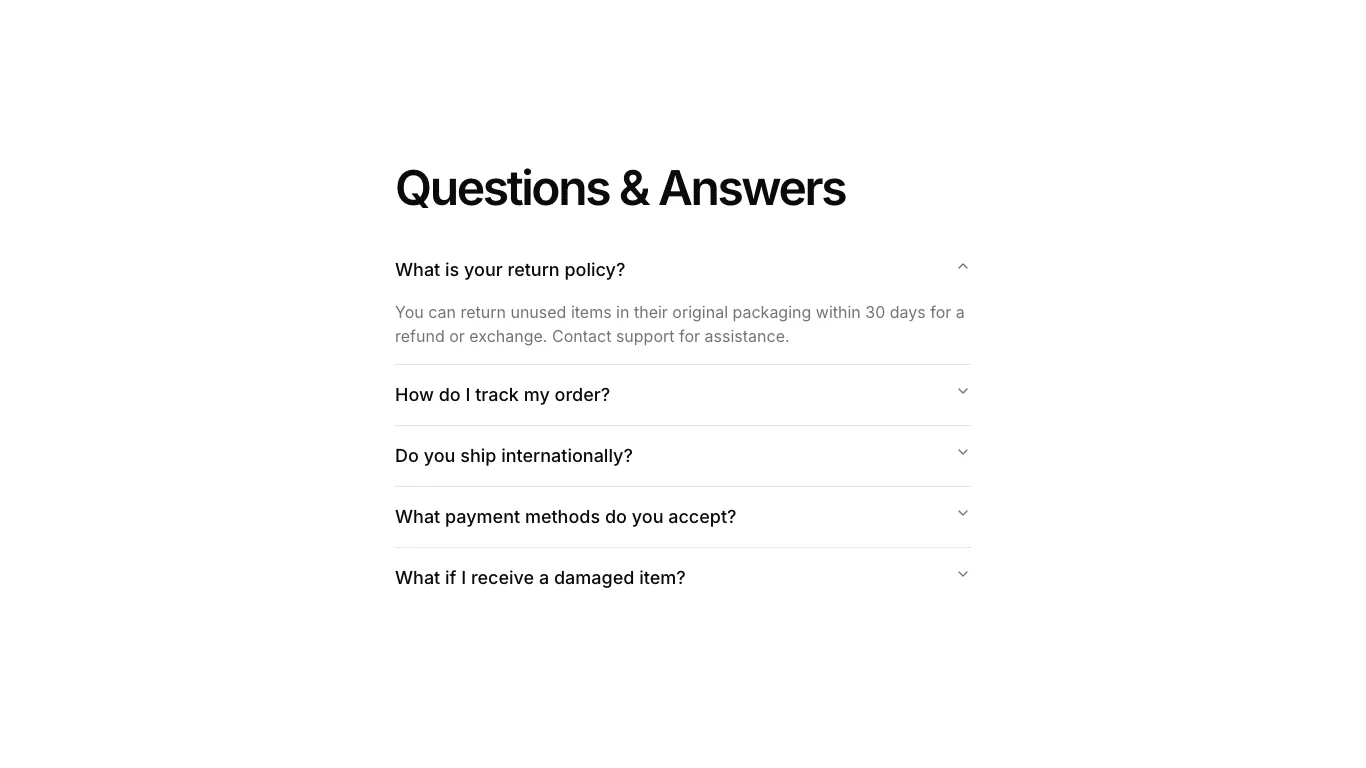 Questions & Answers
What is your return policy?
You can return unused items in their original packaging within 30 days for a
refund or exchange. Contact support for assistance.
How do I track my order?
Do you ship internationally?
What payment methods do you accept?
What if I receive a damaged item?